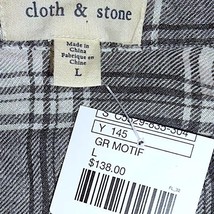 cloth & stone
Made in
China
Fabriqué en
Chine
L
Y 145
GR MOTIF
L
$138.00